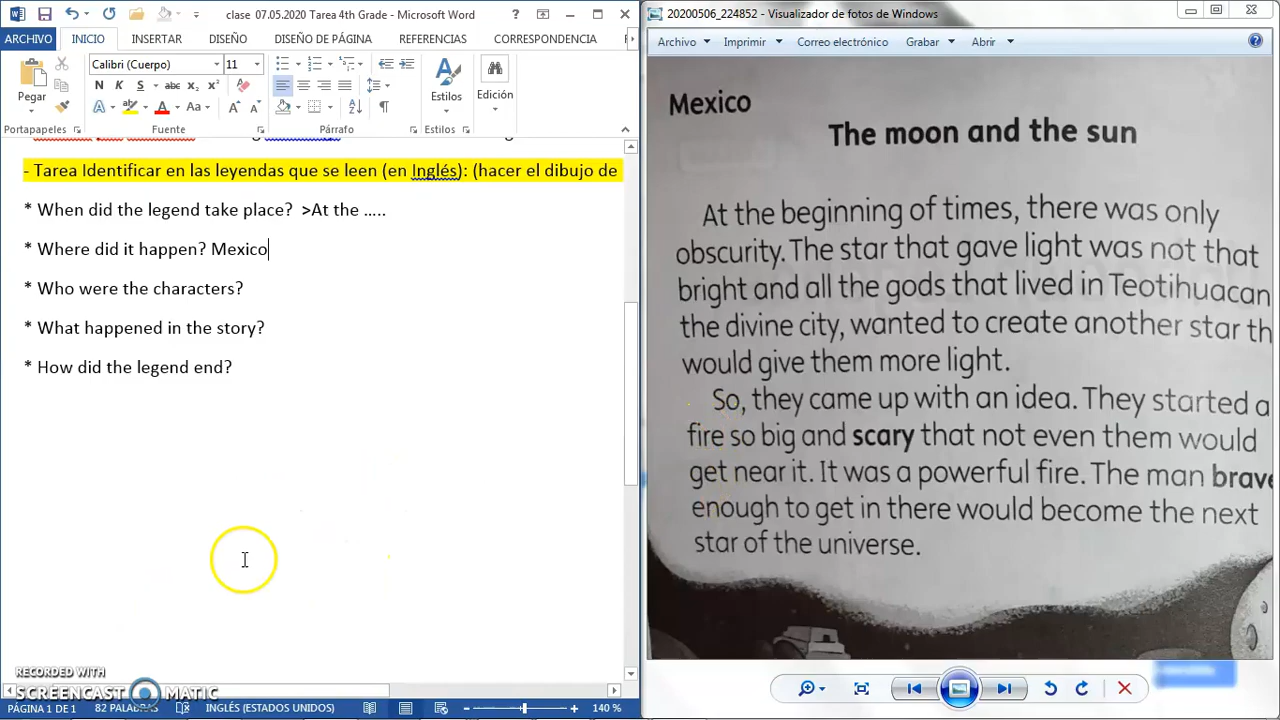 clase 07.05.2020 Tarea 4th Grade - Microsoft Word
ARCHIVO INICIO INSERTAR DISEÑO DISEÑO DE PÁGINA REFERENCIAS CORRESPONDENCIA
Calibri (Cuerpo) 11
Pegar
N K S abc x₂ x²
Estilos
Edición
Portapapeles Fuente Párrafo Estilos
- Tarea Identificar en las leyendas que se leen (en Inglés): (hacer el dibujo de
* When did the legend take place? >At the …..
* Where did it happen? Mexico
* Who were the characters?
* What happened in the story?
* How did the legend end?
RECORDED WITH
SCREENCAST MATIC
PÁGINA 1 DE 1 82 PALABRAS INGLÉS (ESTADOS UNIDOS) 140 %
20200506_224852 - Visualizador de fotos de Windows
Archivo Imprimir Correo electrónico Grabar Abrir
Mexico
The moon and the sun
At the beginning of times, there was only
obscurity. The star that gave light was not that
bright and all the gods that lived in Teotihuacan
the divine city, wanted to create another star th
would give them more light.
So, they came up with an idea. They started a
fire so big and scary that not even them would
get near it. It was a powerful fire. The man brave
enough to get in there would become the next
star of the universe.